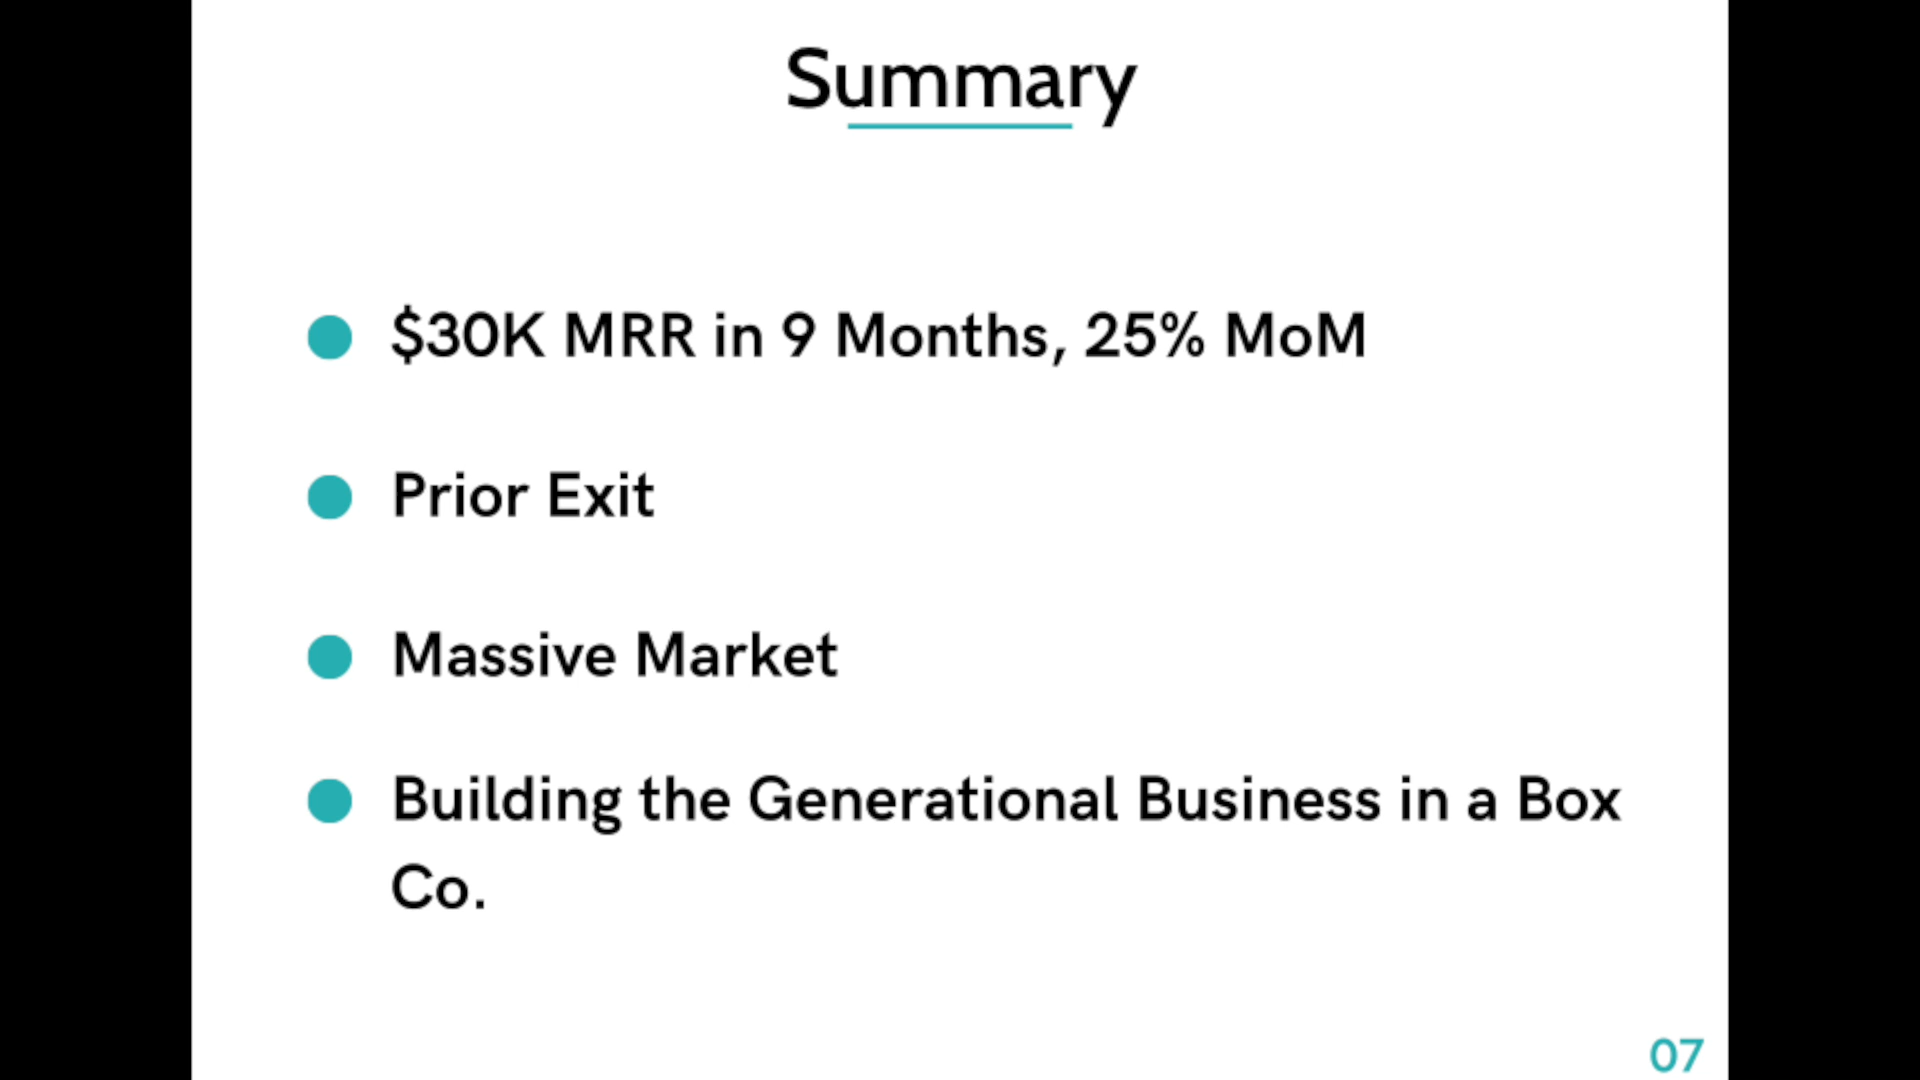 Summary
$30K MRR in 9 Months, 25% MoM
Prior Exit
Massive Market
Building the Generational Business in a Box
Co.
07